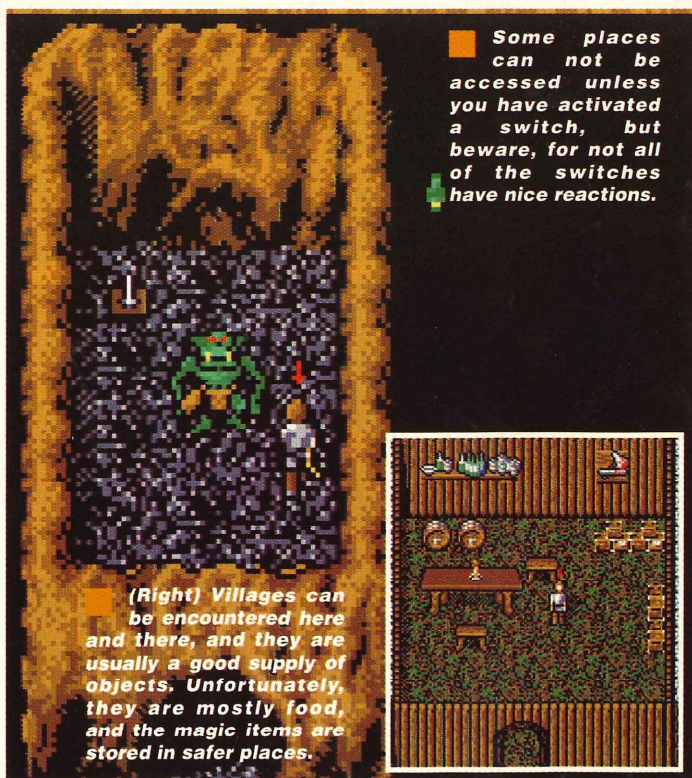 Some places
can not be
accessed unless
you have activated
a switch, but
beware, for not all
of the switches
have nice reactions.
(Right) Villages can
be encountered here
and there, and they are
usually a good supply of
objects. Unfortunately,
they are mostly food,
and the magic items are
stored in safer places.